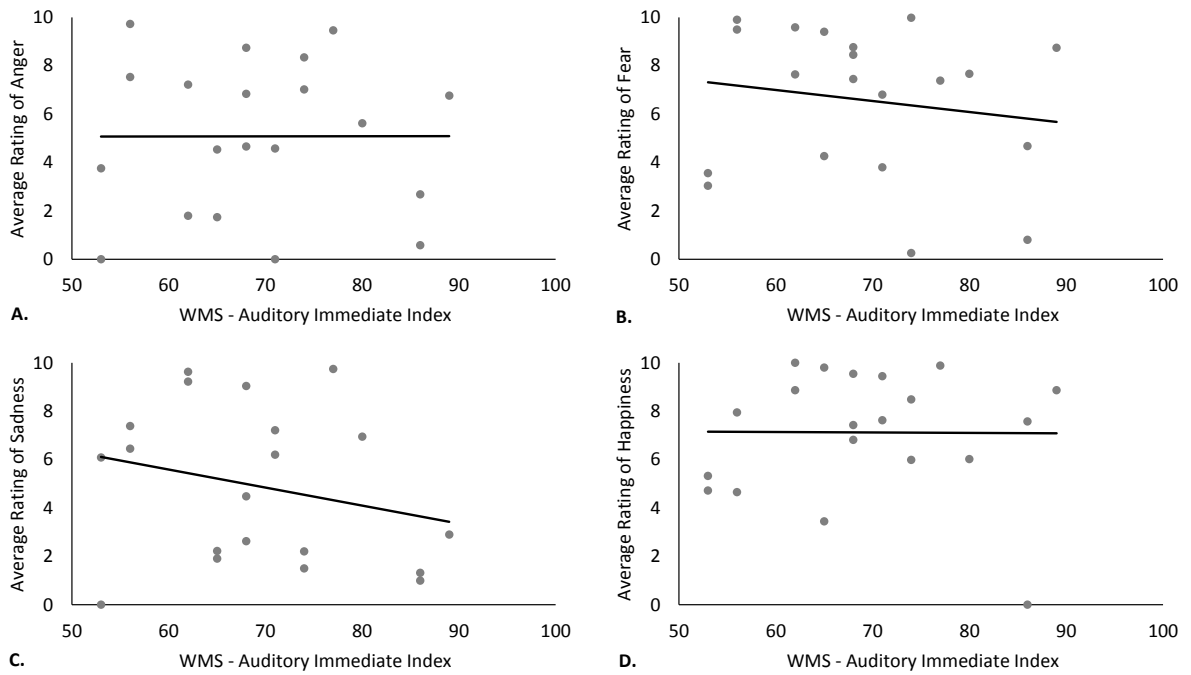 Average Rating of Anger
10
8
6
4
2
0
50 60 70 80 90 100
WMS - Auditory Immediate Index
A.
Average Rating of Fear
10
8
6
4
2
0
50 60 70 80 90 100
WMS - Auditory Immediate Index
B.
Average Rating of Sadness
10
8
6
4
2
0
50 60 70 80 90 100
WMS - Auditory Immediate Index
C.
Average Rating of Happiness
10
8
6
4
2
0
50 60 70 80 90 100
WMS - Auditory Immediate Index
D.